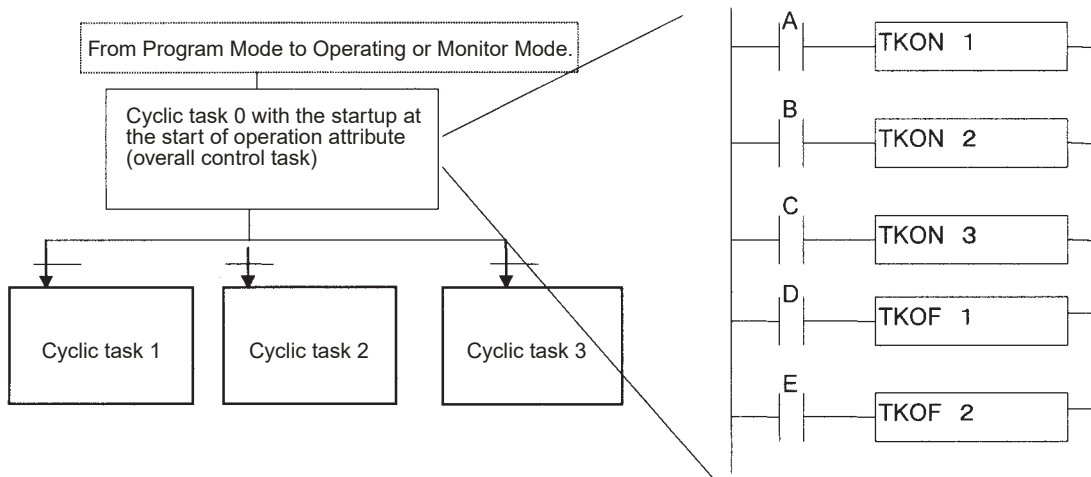 From Program Mode to Operating or Monitor Mode.
Cyclic task 0 with the startup at
the start of operation attribute
(overall control task)
Cyclic task 1
Cyclic task 2
Cyclic task 3
A
TKON 1
B
TKON 2
C
TKON 3
D
TKOF 1
E
TKOF 2